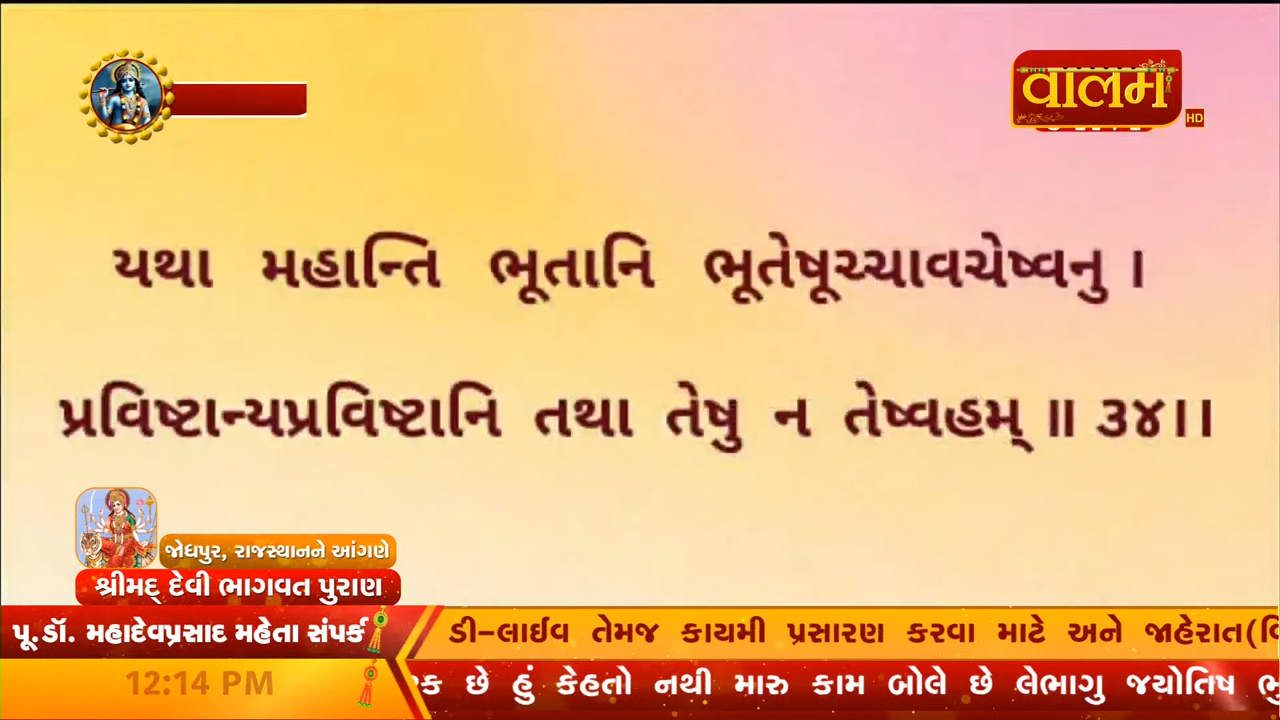 વાલમ
HD
યથા મહાન્તિ ભૂતાનિ ભૂતેષૂચ્ચાવચેષ્વનુ ।
પ્રવિષ્ટાન્યપ્રવિષ્ટાનિ તથા તેષુ ન તેષ્વહમ્ ॥ ૩૪।।
જોધપુર, રાજસ્થાનને આંગણે
શ્રીમદ્ દેવી ભાગવત પુરાણ
પૂ.ડૉ. મહાદેવપ્રસાદ મહેતા સંપર્ક
ડી-લાઈવ તેમજ કાયમી પ્રસારણ કરવા માટે અને જાહેરાત(વિ
12:14 PM
ક છે હું કેહતો નથી મારુ કામ બોલે છે લેભાગુ જયોતિષ ભુ